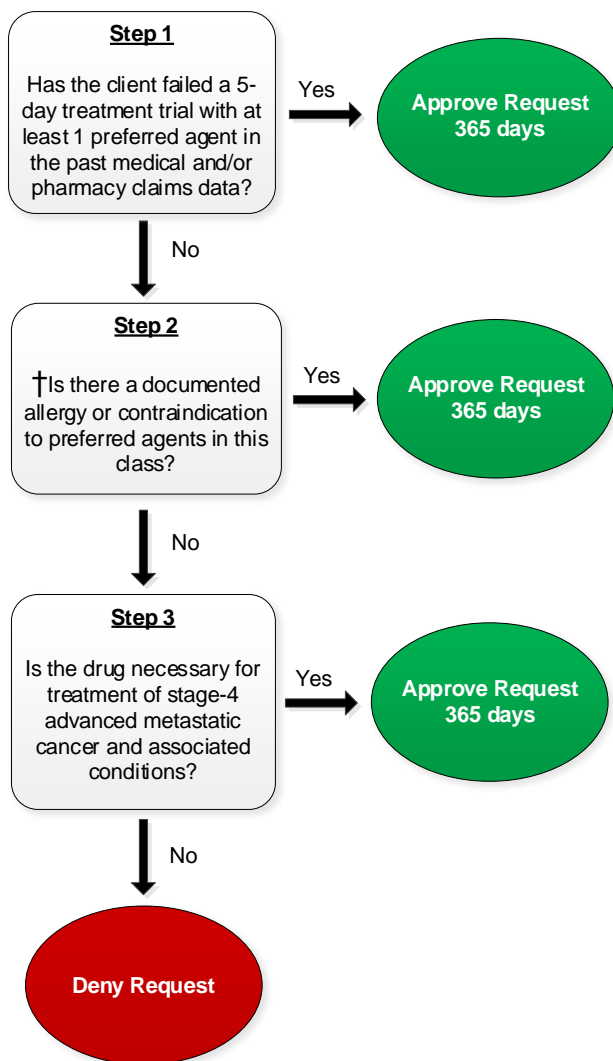 Step 1
Has the client failed a 5-
day treatment trial with at
least 1 preferred agent in
the past medical and/or
pharmacy claims data?
Yes
Approve Request
365 days
No
Step 2
†Is there a documented
allergy or contraindication
to preferred agents in this
class?
Yes
Approve Request
365 days
No
Step 3
Is the drug necessary for
treatment of stage-4
advanced metastatic
cancer and associated
conditions?
Yes
Approve Request
365 days
No
Deny Request